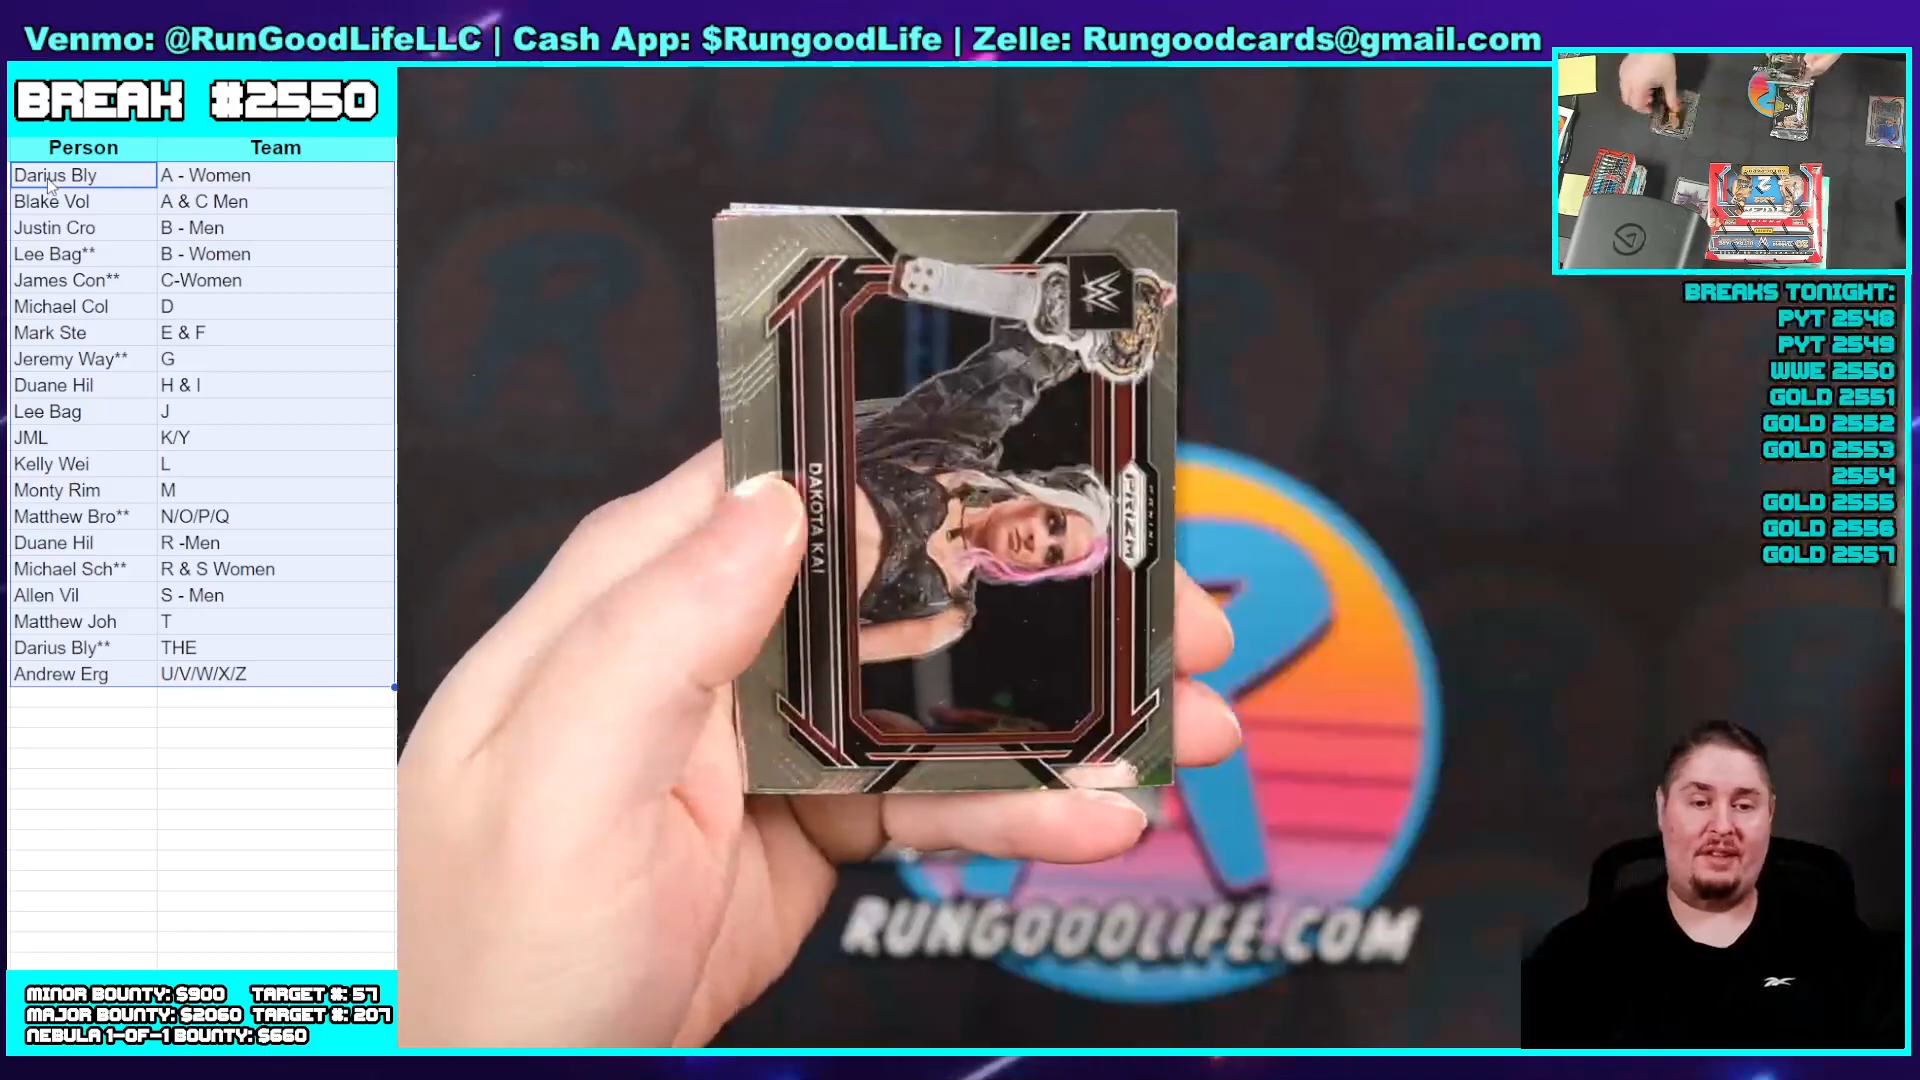 Venmo: @RunGoodLifeLLC | Cash App: $RungoodLife | Zelle: Rungoodcards@gmail.com
BREAK #2550
Person Team
Darius Bly A - Women
Blake Vol A & C Men
Justin Cro B - Men
Lee Bag** B - Women
James Con** C-Women
Michael Col D
Mark Ste E & F
Jeremy Way** G
Duane Hil H & I
Lee Bag J
JML K/Y
Kelly Wei L
Monty Rim M
Matthew Bro** N/O/P/Q
Duane Hil R -Men
Michael Sch** R & S Women
Allen Vil S - Men
Matthew Joh T
Darius Bly** THE
Andrew Erg U/V/W/X/Z
MINOR BOUNTY: $900 TARGET #: 57
MAJOR BOUNTY: $2060 TARGET #: 207
NEBULA 1-OF-1 BOUNTY: $660
PANINI
PRIZM
DAKOTA KAI
RUNGOODLIFE.COM
BREAKS TONIGHT:
PYT 2548
PYT 2549
WWE 2550
GOLD 2551
GOLD 2552
GOLD 2553
2554
GOLD 2555
GOLD 2556
GOLD 2557